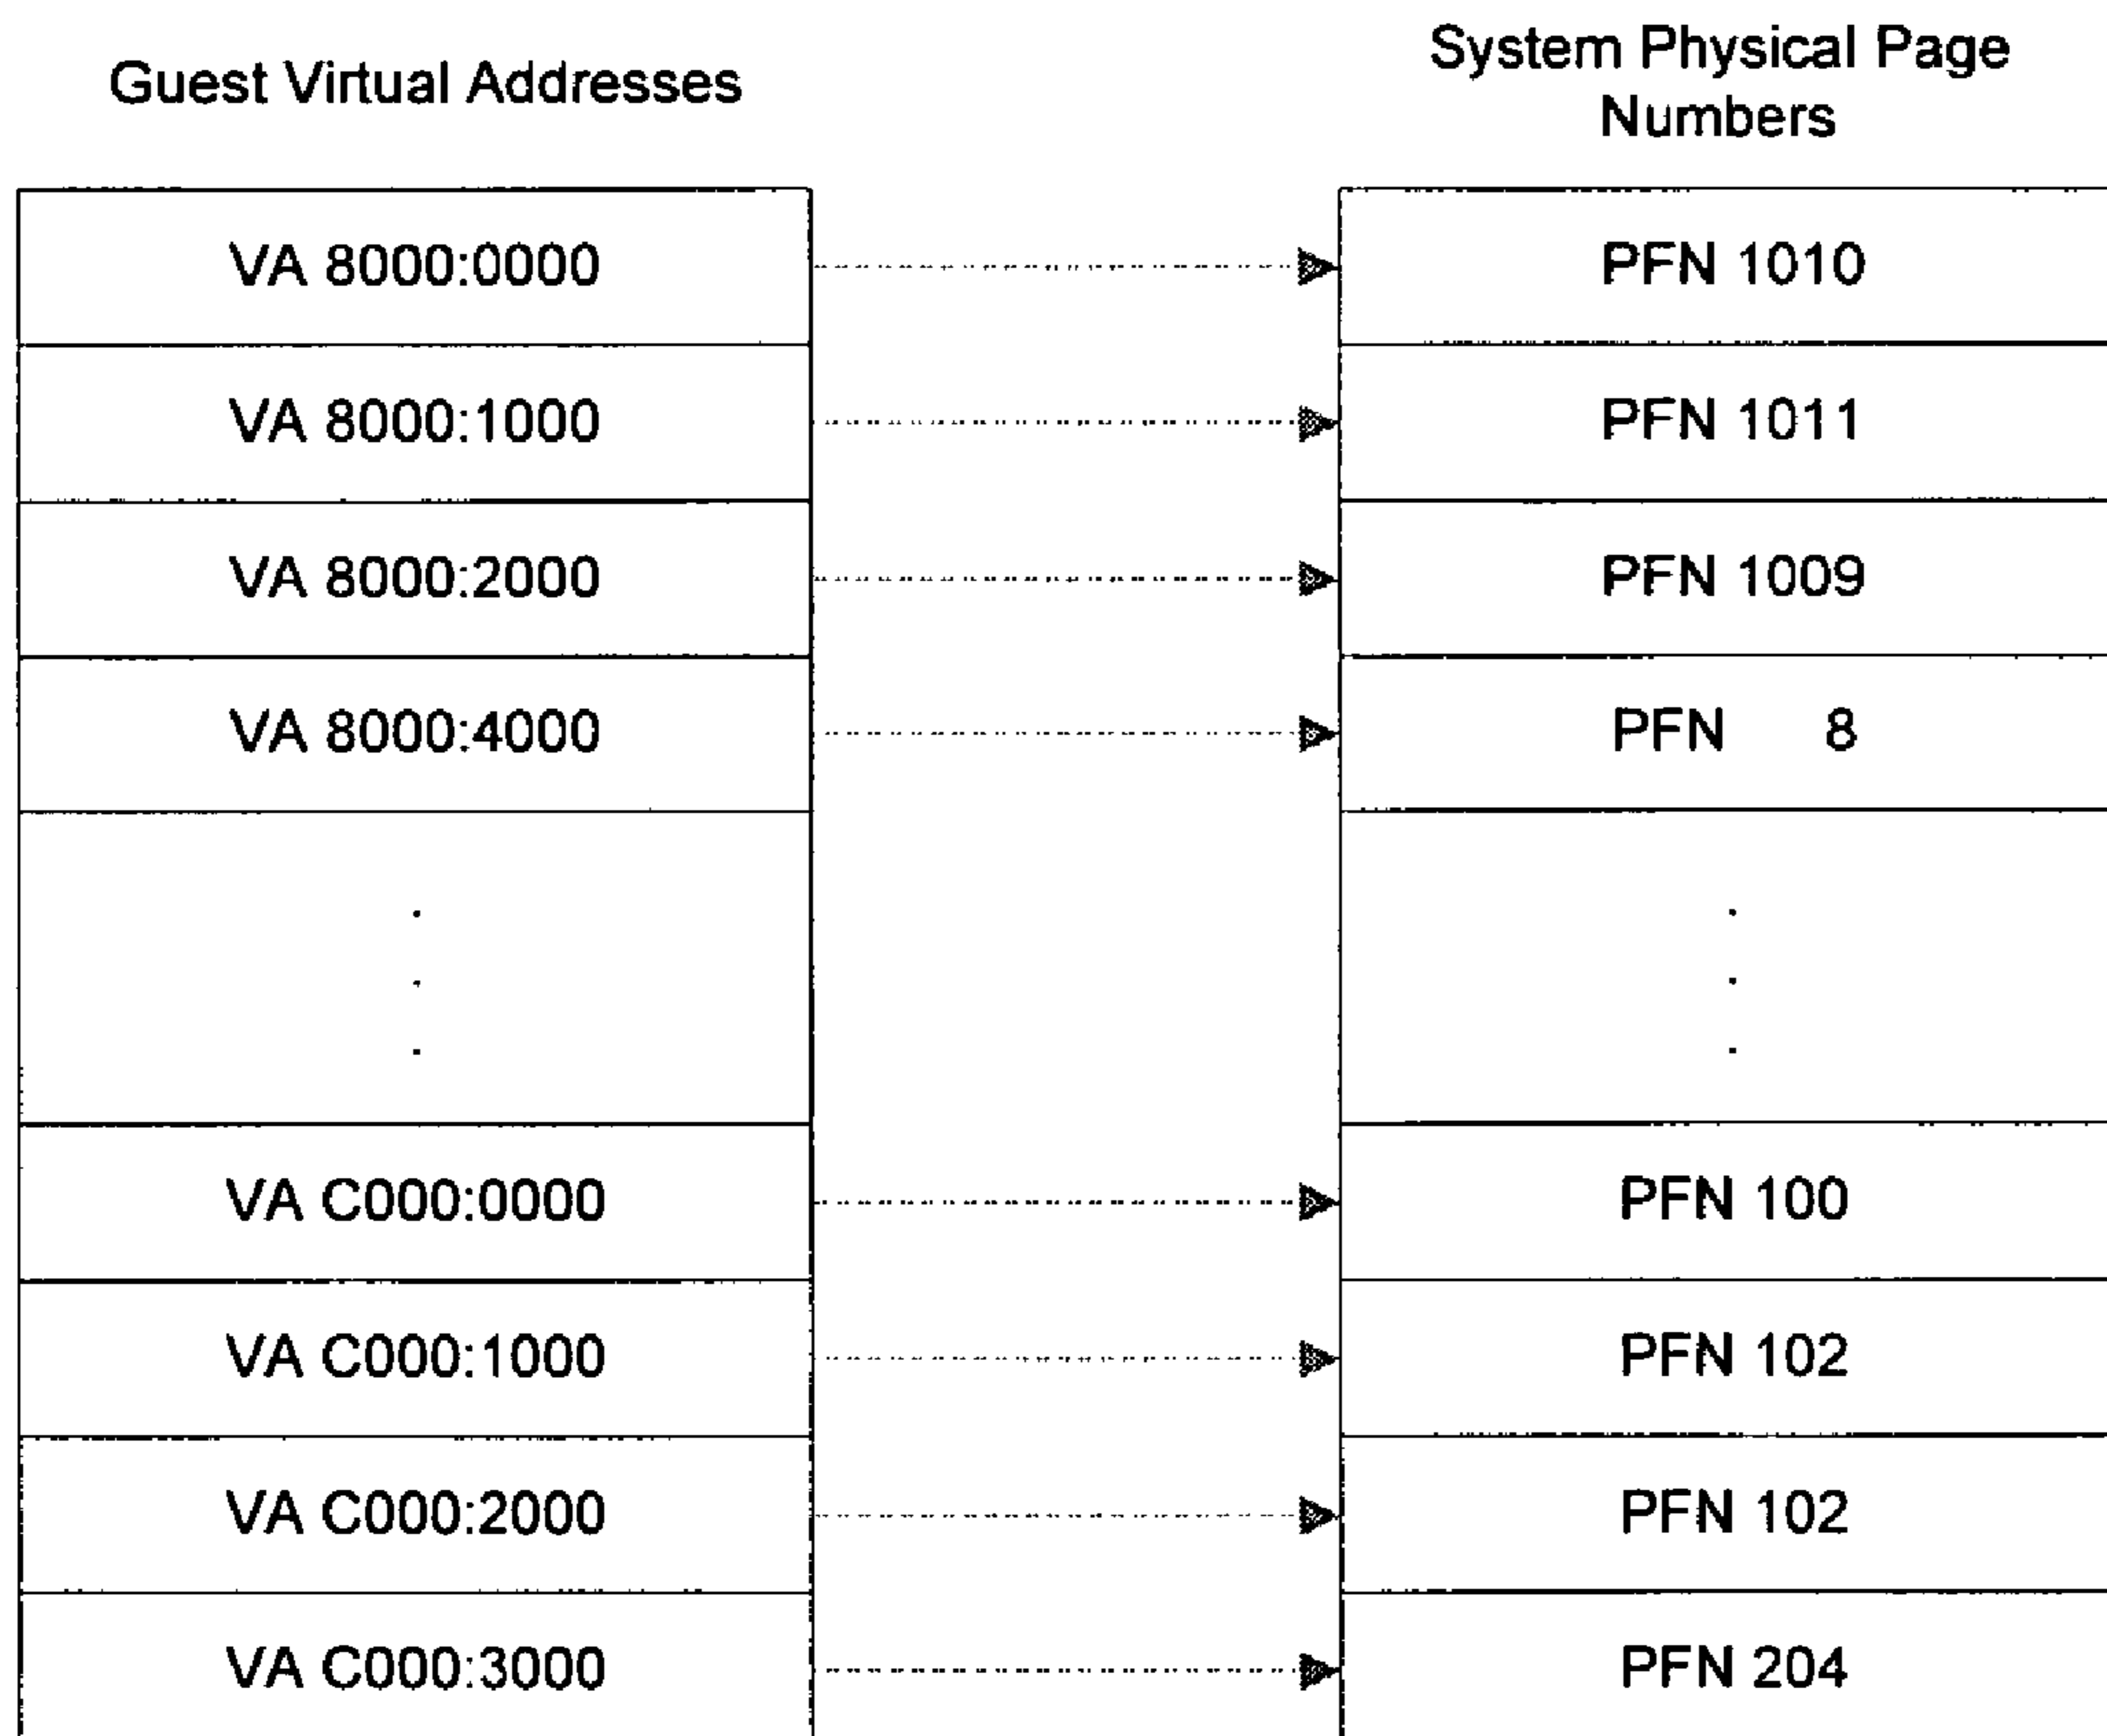 Guest Virtual Addresses
System Physical Page
Numbers
VA 8000:0000
PFN 1010
VA 8000:1000
PFN 1011
VA 8000:2000
PFN 1009
VA 8000:4000
PFN 8
VA C000:0000
PFN 100
VA C000:1000
PFN 102
VA C000:2000
PFN 102
VA C000:3000
PFN 204